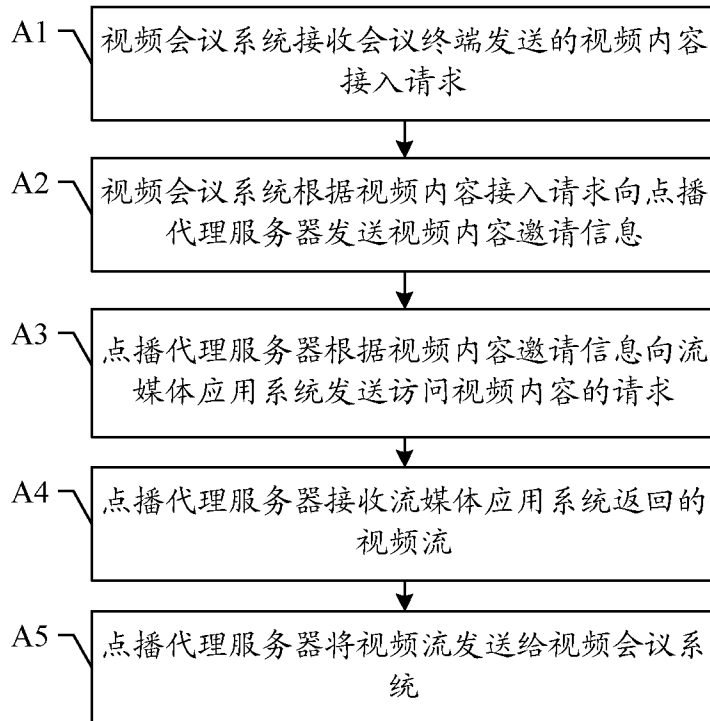 A1
视频会议系统接收会议终端发送的视频内容
接入请求
A2
视频会议系统根据视频内容接入请求向点播
代理服务器发送视频内容邀请信息
A3
点播代理服务器根据视频内容邀请信息向流
媒体应用系统发送访问视频内容的请求
A4
点播代理服务器接收流媒体应用系统返回的
视频流
A5
点播代理服务器将视频流发送给视频会议系
统